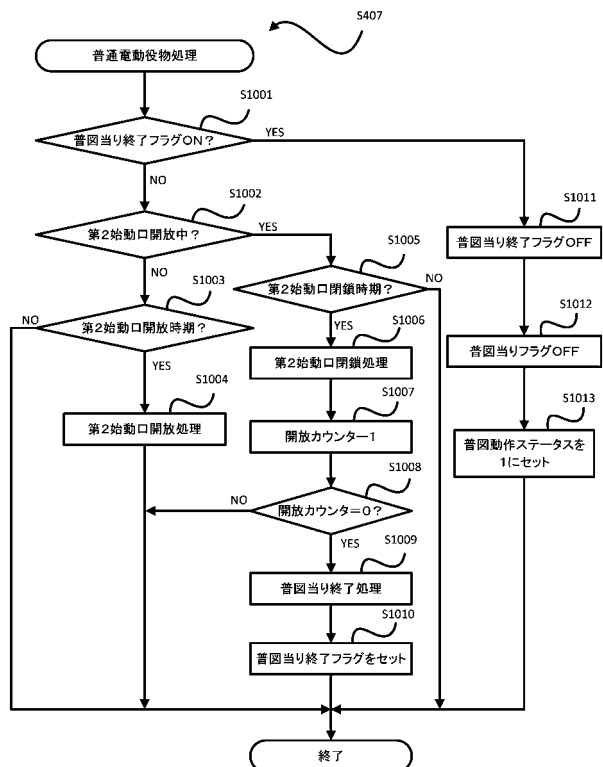 S407
普通電動役物処理
S1001
普図当り終了フラグON?
YES
NO
S1002
第2始動口開放中?
YES
NO
S1003
第2始動口開放時期?
NO
YES
S1004
第2始動口開放処理
S1005
第2始動口閉鎖時期?
NO
YES
S1006
第2始動口閉鎖処理
S1007
開放カウンター1
S1008
開放カウンタ=0?
NO
YES
S1009
普図当り終了処理
S1010
普図当り終了フラグをセット
S1011
普図当り終了フラグOFF
S1012
普図当りフラグOFF
S1013
普図動作ステータスを
1にセット
終了